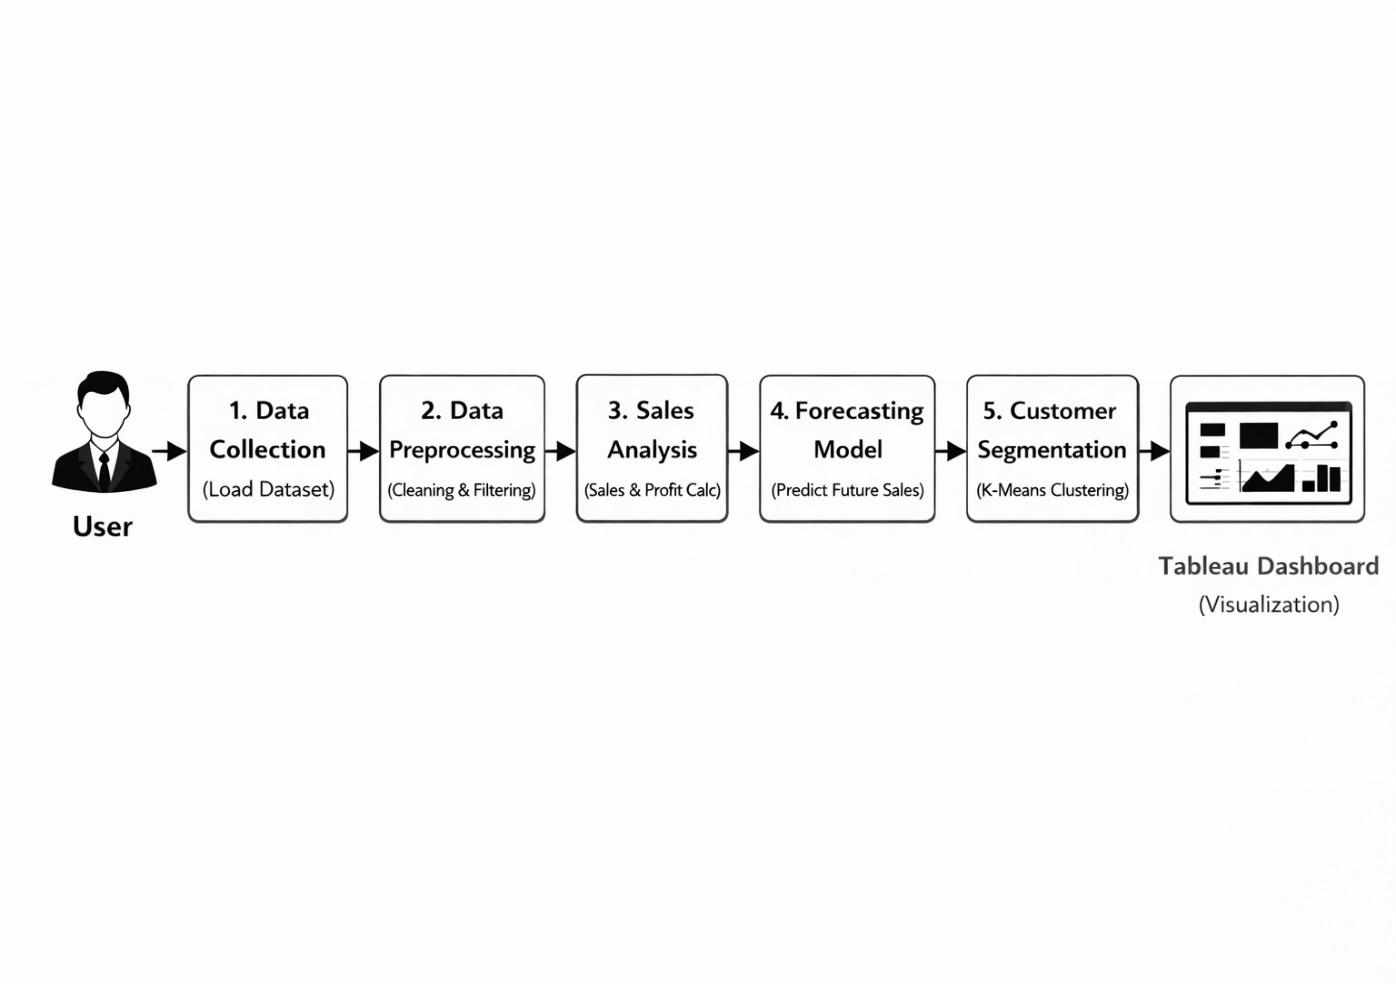 User
1. Data
Collection
(Load Dataset)
2. Data
Preprocessing
(Cleaning & Filtering)
3. Sales
Analysis
(Sales & Profit Calc)
4. Forecasting
Model
(Predict Future Sales)
5. Customer
Segmentation
(K-Means Clustering)
Tableau Dashboard
(Visualization)